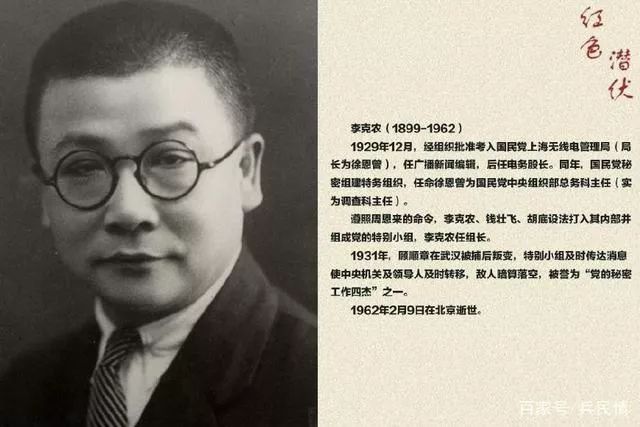 红色
潜伏
李克农（1899-1962）
1929年12月，经组织批准考入国民党上海无线电管理局（局
长为徐恩曾），任广播新闻编辑，后任电务股长。同年，国民党秘
密组建特务组织，任命徐恩曾为国民党中央组织部总务科主任（实
为调查科主任）。
遵照周恩来的命令，李克农、钱壮飞、胡底设法打入其内部并
组成党的特别小组，李克农任组长。
1931年，顾顺章在武汉被捕后叛变，特别小组及时传达消息
使中央机关及领导人及时转移，敌人暗算落空，被誉为“党的秘密
工作四杰”之一。
1962年2月9日在北京逝世。
百家号/兵民情